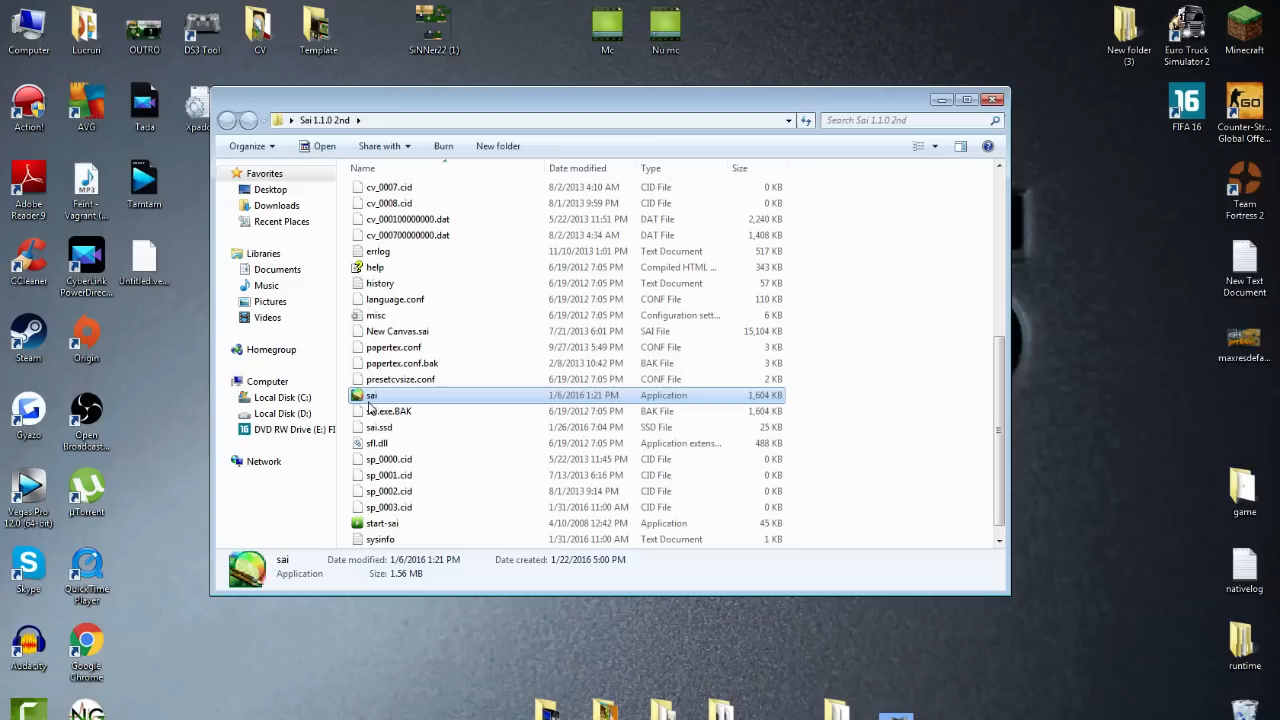 Computer
Lucruri
OUTRO
DS3 Tool
CV
Template
SiNNer22 (1)
Mc
Nu mc
New folder
(3)
Euro Truck
Simulator 2
Minecraft
Action!
AVG
Tada
Xpado
16
FIFA 16
Counter-Str...
Global Offe...
Adobe
Reader9
MP3
Feint -
Vagrant (...
Tamtam
Team
Fortress 2
CCleaner
CyberLink
PowerDirec...
Untitled.ve...
New Text
Document
Steam
Origin
maxresdefa...
Gyazo
Open
Broadcast...
Vegas Pro
12.0 (64-bit)
µTorrent
game
Skype
QuickTime
Player
nativelog
Audacity
Google
Chrome
runtime
NG
Sai 1.1.0 2nd
Search Sai 1.1.0 2nd
Organize
Open
Share with
Burn
New folder
Favorites
Desktop
Downloads
Recent Places
Libraries
Documents
Music
Pictures
Videos
Homegroup
Computer
Local Disk (C:)
Local Disk (D:)
16 DVD RW Drive (E:) FI
Network
Name Date modified Type Size
cv_0007.cid 8/2/2013 4:10 AM CID File 0 KB
cv_0008.cid 8/1/2013 9:59 PM CID File 0 KB
cv_000100000000.dat 5/22/2013 11:51 PM DAT File 2,240 KB
cv_000700000000.dat 8/2/2013 4:34 AM DAT File 1,408 KB
errlog 11/10/2013 1:01 PM Text Document 517 KB
help 6/19/2012 7:05 PM Compiled HTML ... 343 KB
history 6/19/2012 7:05 PM Text Document 57 KB
language.conf 6/19/2012 7:05 PM CONF File 110 KB
misc 6/19/2012 7:05 PM Configuration sett... 6 KB
New Canvas.sai 7/21/2013 6:01 PM SAI File 15,104 KB
papertex.conf 9/27/2013 5:49 PM CONF File 3 KB
papertex.conf.bak 2/8/2013 10:42 PM BAK File 3 KB
presetcvsize.conf 6/19/2012 7:05 PM CONF File 2 KB
sai 1/6/2016 1:21 PM Application 1,604 KB
sai.exe.BAK 6/19/2012 7:05 PM BAK File 1,604 KB
sai.ssd 1/26/2016 7:04 PM SSD File 25 KB
sfl.dll 6/19/2012 7:05 PM Application extens... 488 KB
sp_0000.cid 5/22/2013 11:45 PM CID File 0 KB
sp_0001.cid 7/13/2013 6:16 PM CID File 0 KB
sp_0002.cid 8/1/2013 9:14 PM CID File 0 KB
sp_0003.cid 1/31/2016 11:00 AM CID File 0 KB
start-sai 4/10/2008 12:42 PM Application 45 KB
sysinfo 1/31/2016 11:00 AM Text Document 1 KB
sai Date modified: 1/6/2016 1:21 PM Date created: 1/22/2016 5:00 PM
Application Size: 1.56 MB